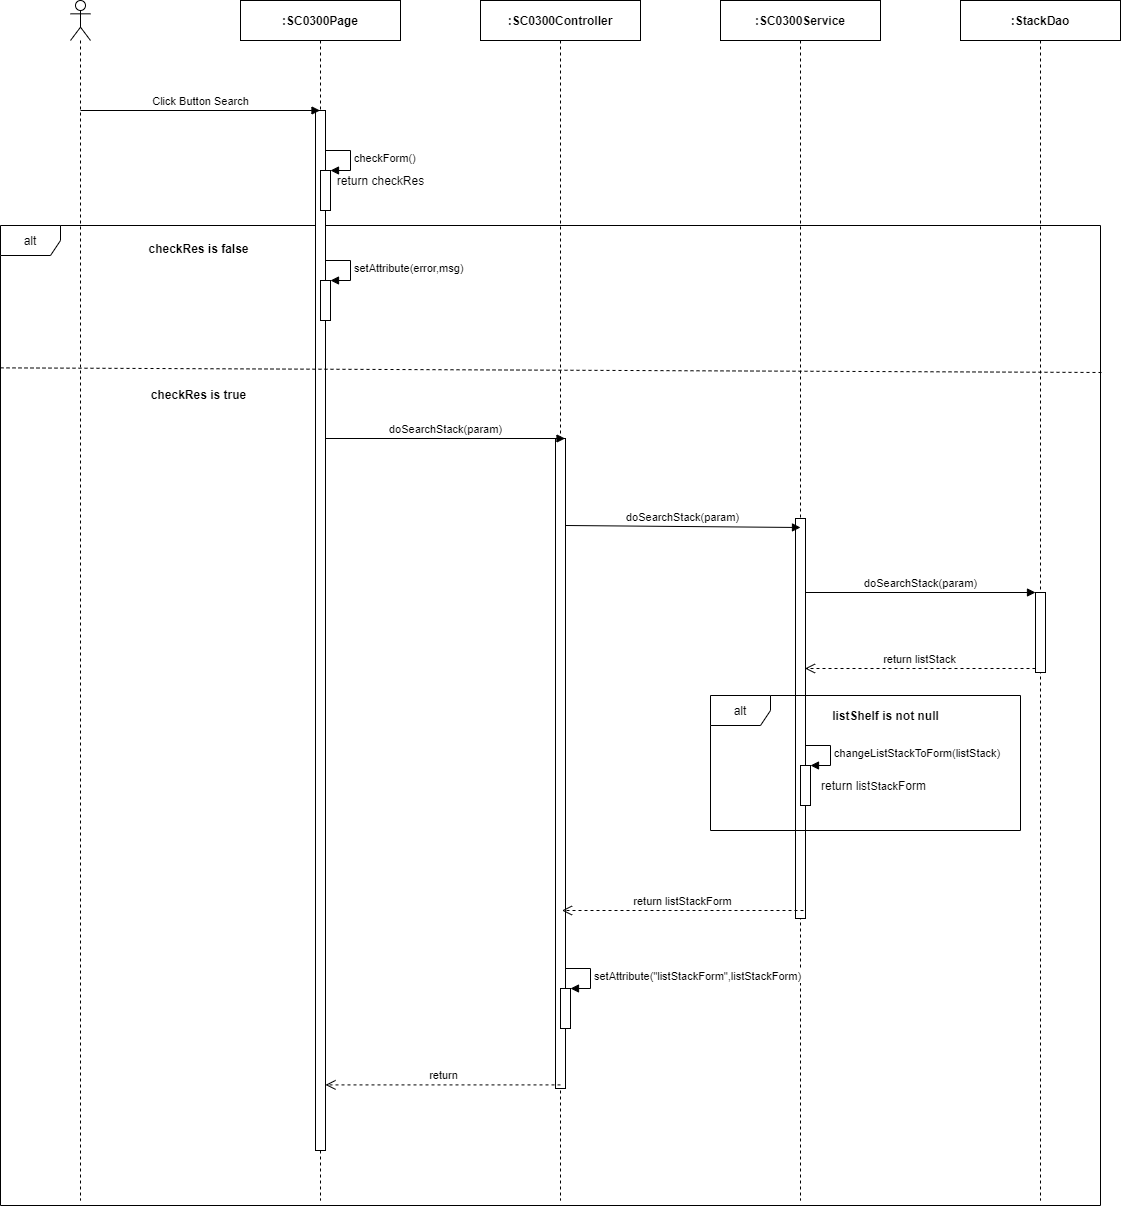 :SC0300Page
:SC0300Controller
:SC0300Service
:StackDao
Click Button Search
checkForm()
return checkRes
alt
checkRes is false
setAttribute(error,msg)
checkRes is true
doSearchStack(param)
doSearchStack(param)
doSearchStack(param)
return listStack
alt
listShelf is not null
changeListStackToForm(listStack)
return listStackForm
return listStackForm
setAttribute("listStackForm",listStackForm)
return